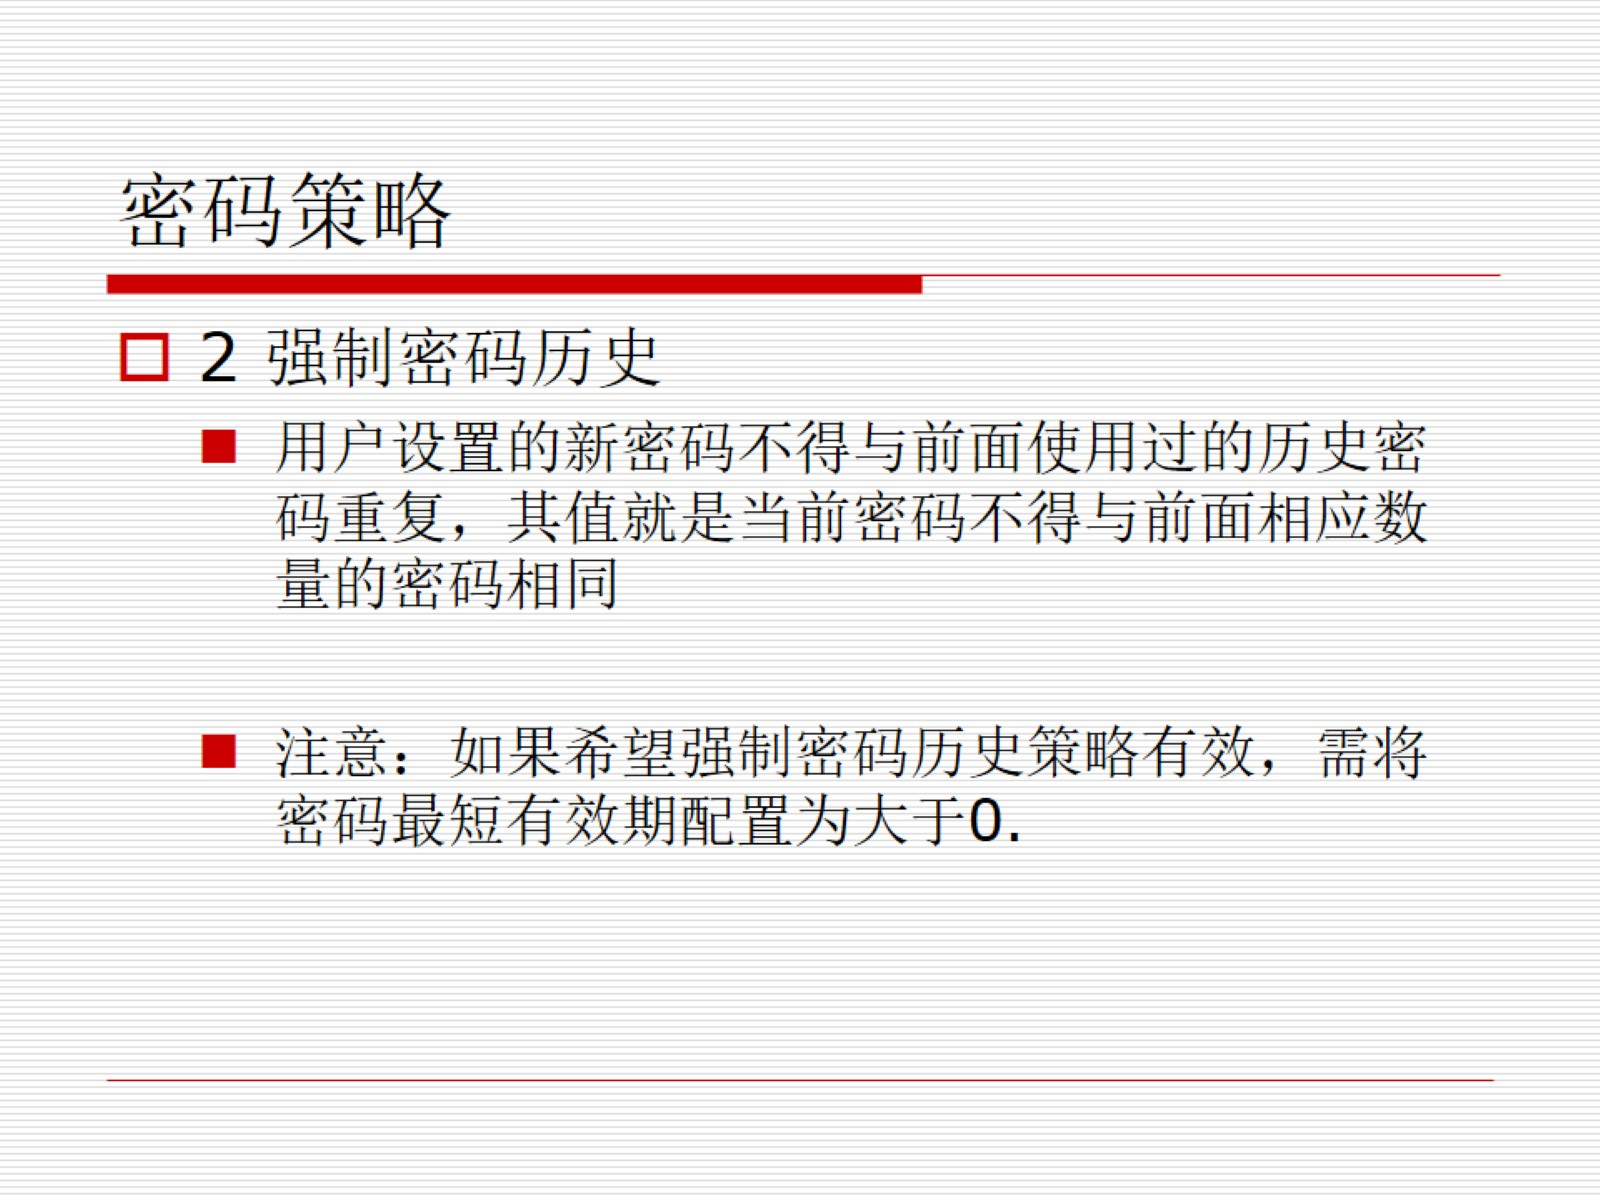 密码策略
2 强制密码历史
用户设置的新密码不得与前面使用过的历史密
码重复，其值就是当前密码不得与前面相应数
量的密码相同
注意：如果希望强制密码历史策略有效，需将
密码最短有效期配置为大于0.